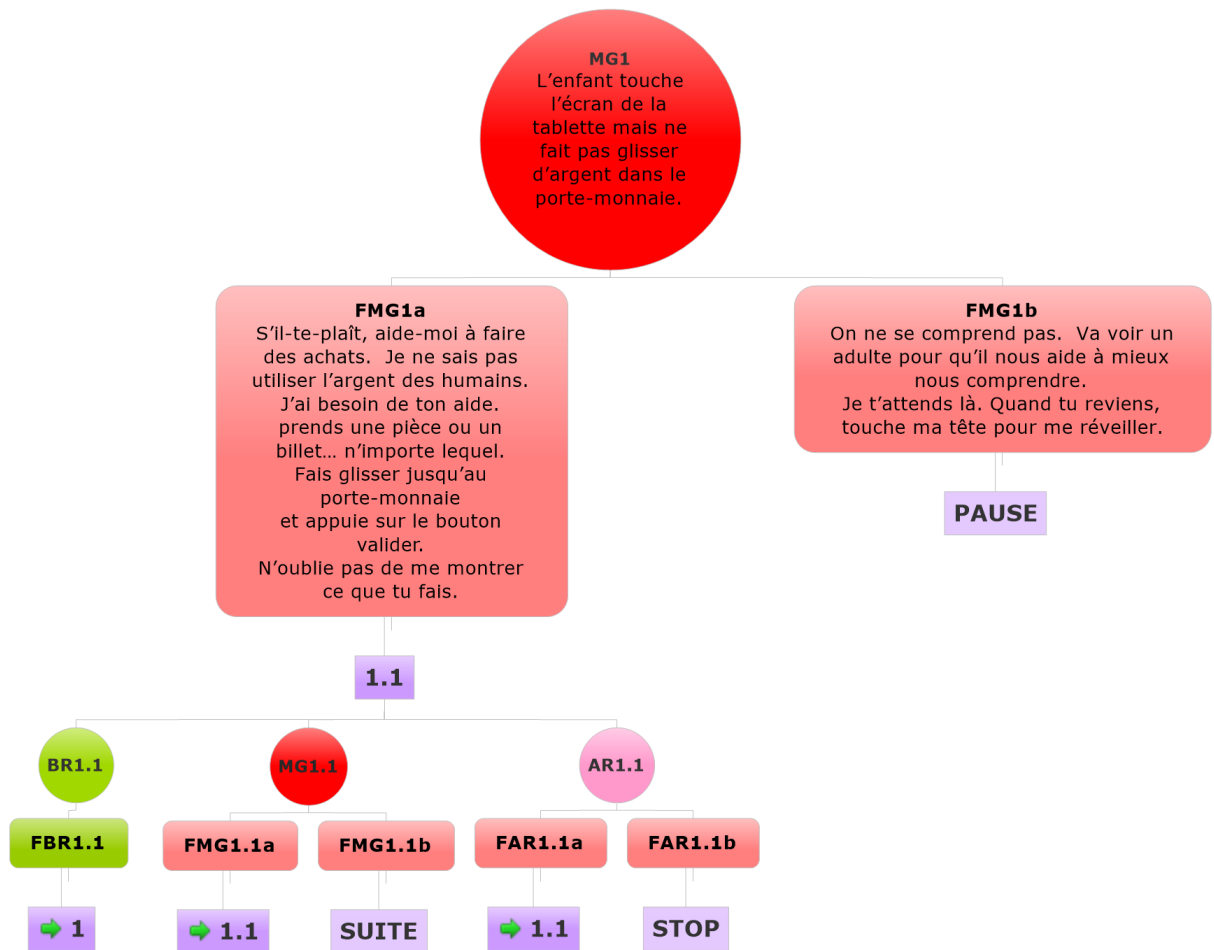 MG1
L’enfant touche
l’écran de la
tablette mais ne
fait pas glisser
d’argent dans le
porte-monnaie.
FMG1a
S’il-te-plaît, aide-moi à faire
des achats.  Je ne sais pas
utiliser l’argent des humains.
J’ai besoin de ton aide.
prends une pièce ou un
billet… n’importe lequel.
Fais glisser jusqu’au
porte-monnaie
et appuie sur le bouton
valider.
N’oublie pas de me montrer
ce que tu fais.
FMG1b
On ne se comprend pas.  Va voir un
adulte pour qu’il nous aide à mieux
nous comprendre.
Je t’attends là. Quand tu reviens,
touche ma tête pour me réveiller.
PAUSE
1.1
BR1.1
MG1.1
AR1.1
FBR1.1
FMG1.1a
FMG1.1b
FAR1.1a
FAR1.1b
1
1.1
SUITE
1.1
STOP